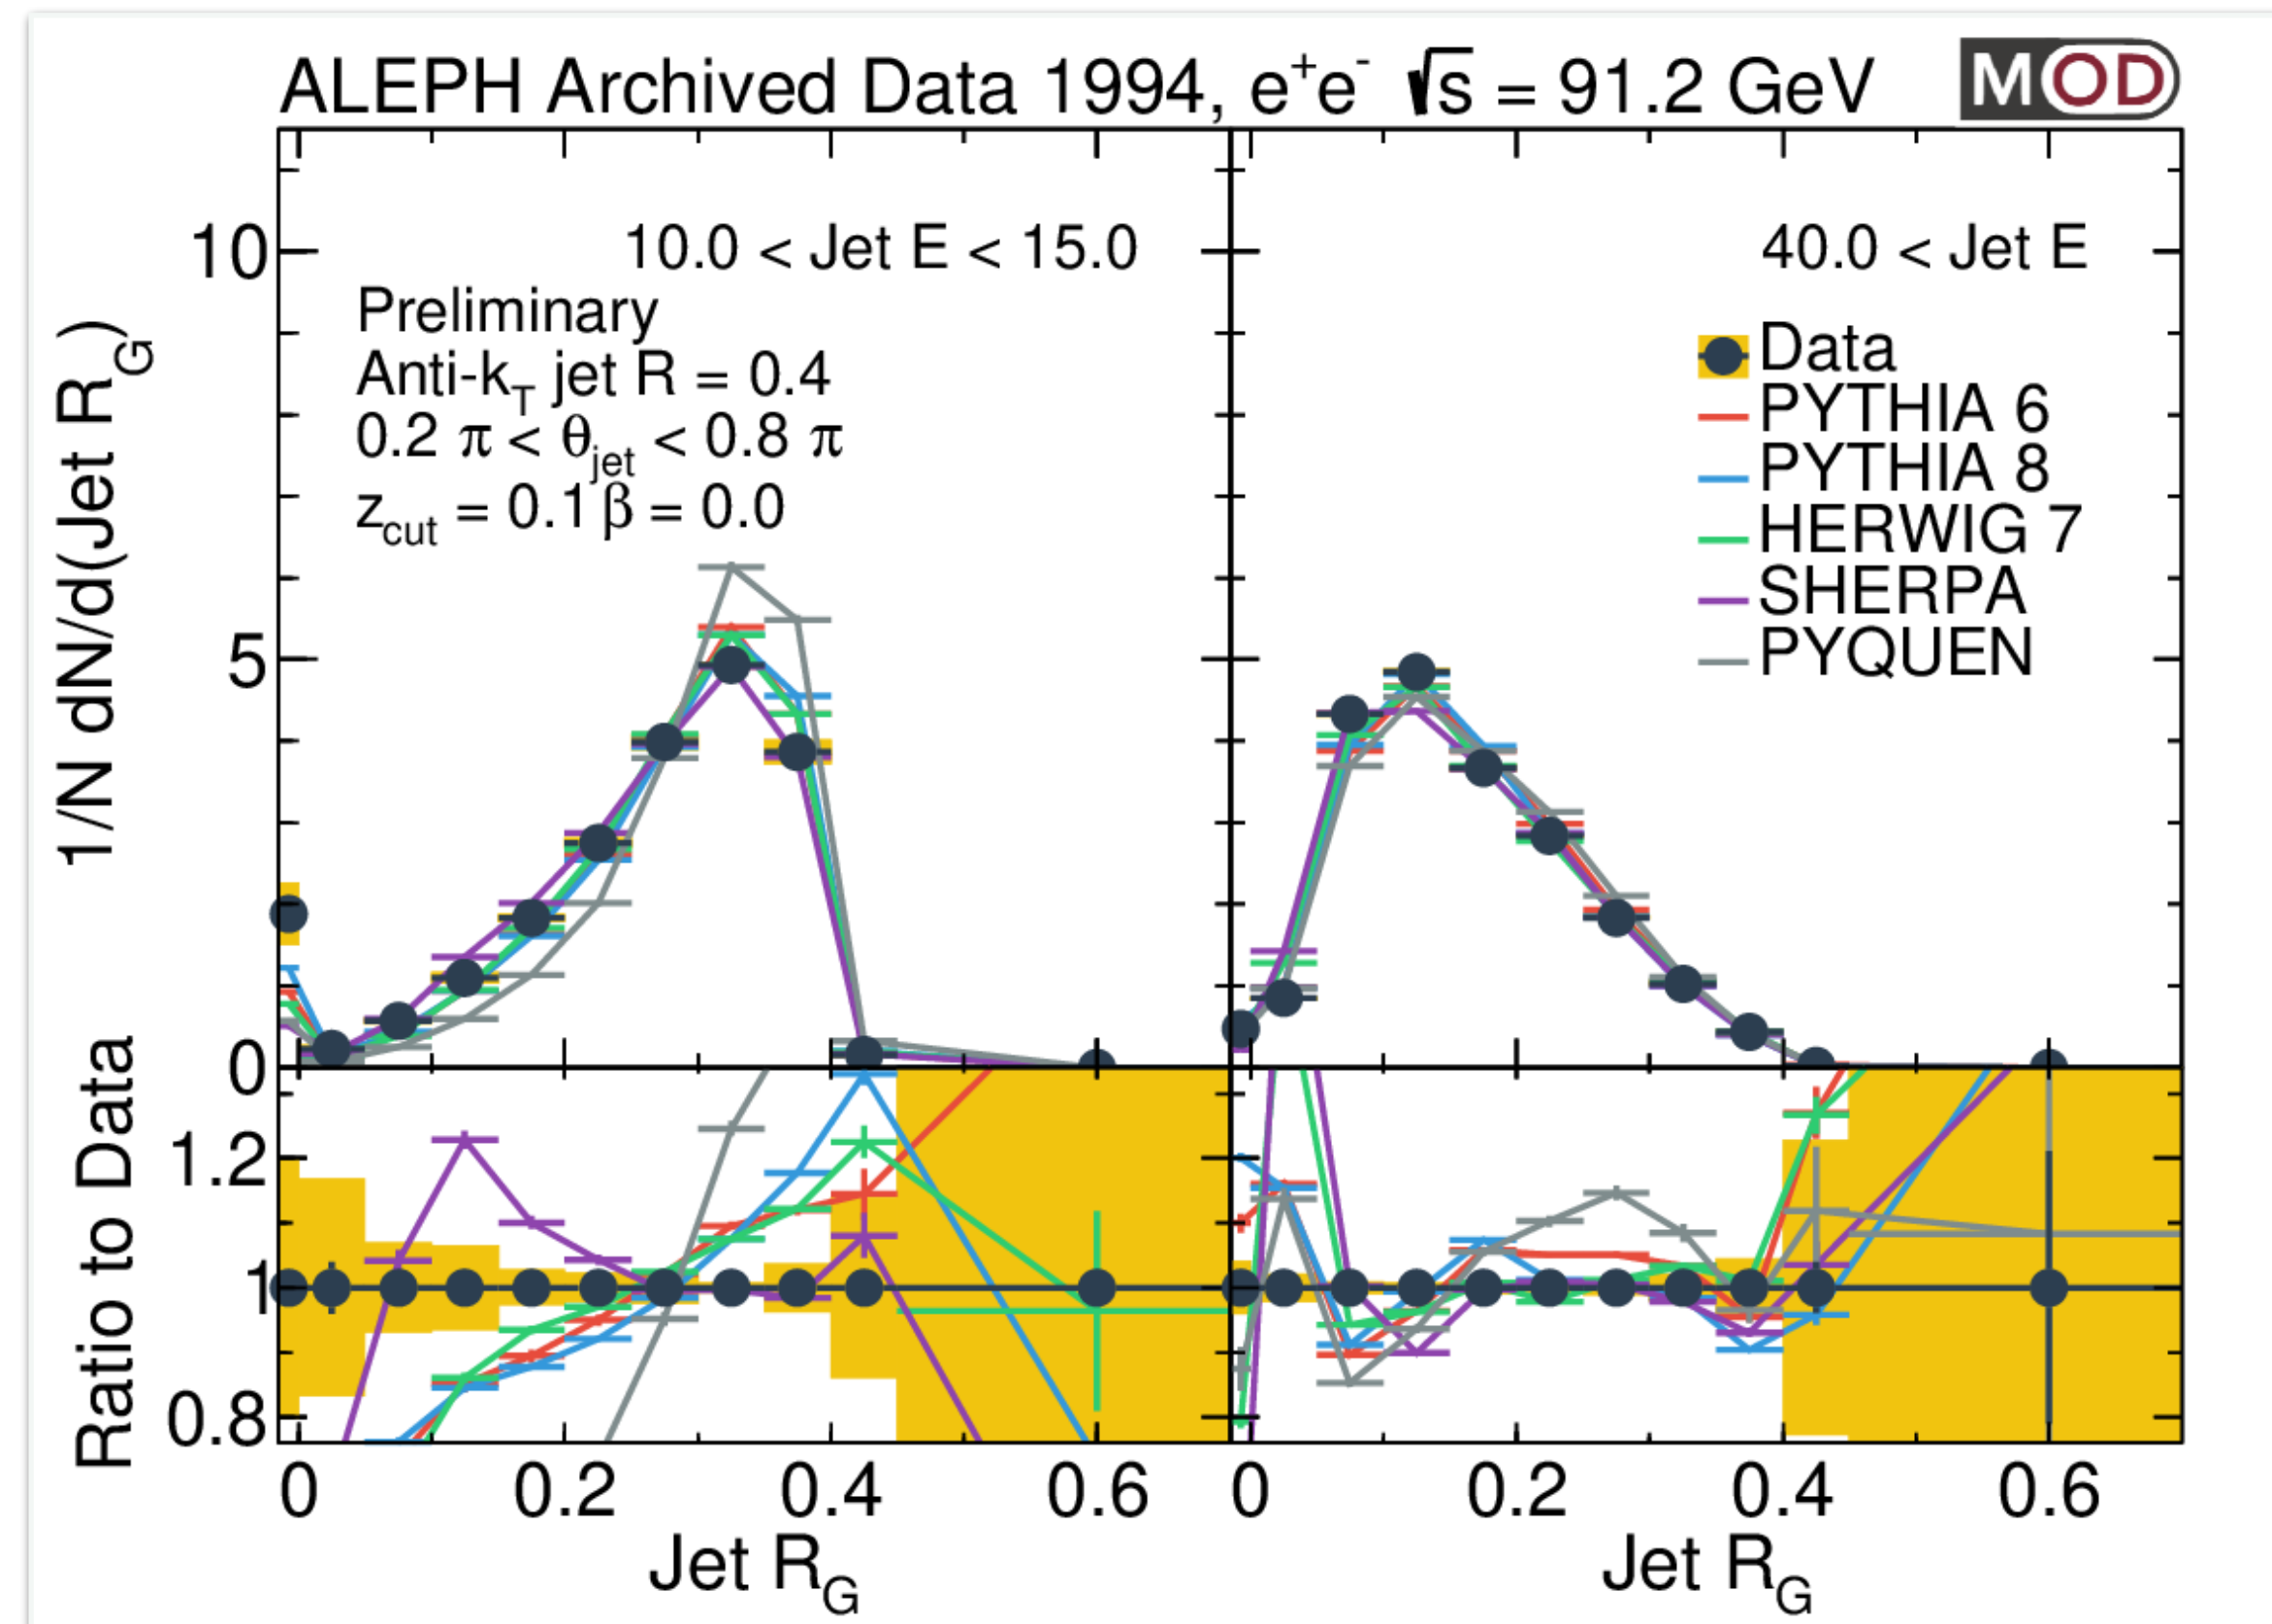 ALEPH Archived Data 1994, e⁺e⁻ √s = 91.2 GeV
MOD
10.0 < Jet E < 15.0
Preliminary
Anti-k_T jet R = 0.4
0.2 π < θ_jet < 0.8 π
z_cut = 0.1 β = 0.0
40.0 < Jet E
Data
PYTHIA 6
PYTHIA 8
HERWIG 7
SHERPA
PYQUEN
1/N dN/d(Jet R_G)
10
5
0
Ratio to Data
1.2
1
0.8
0 0.2 0.4 0.6
0 0.2 0.4 0.6
Jet R_G
Jet R_G